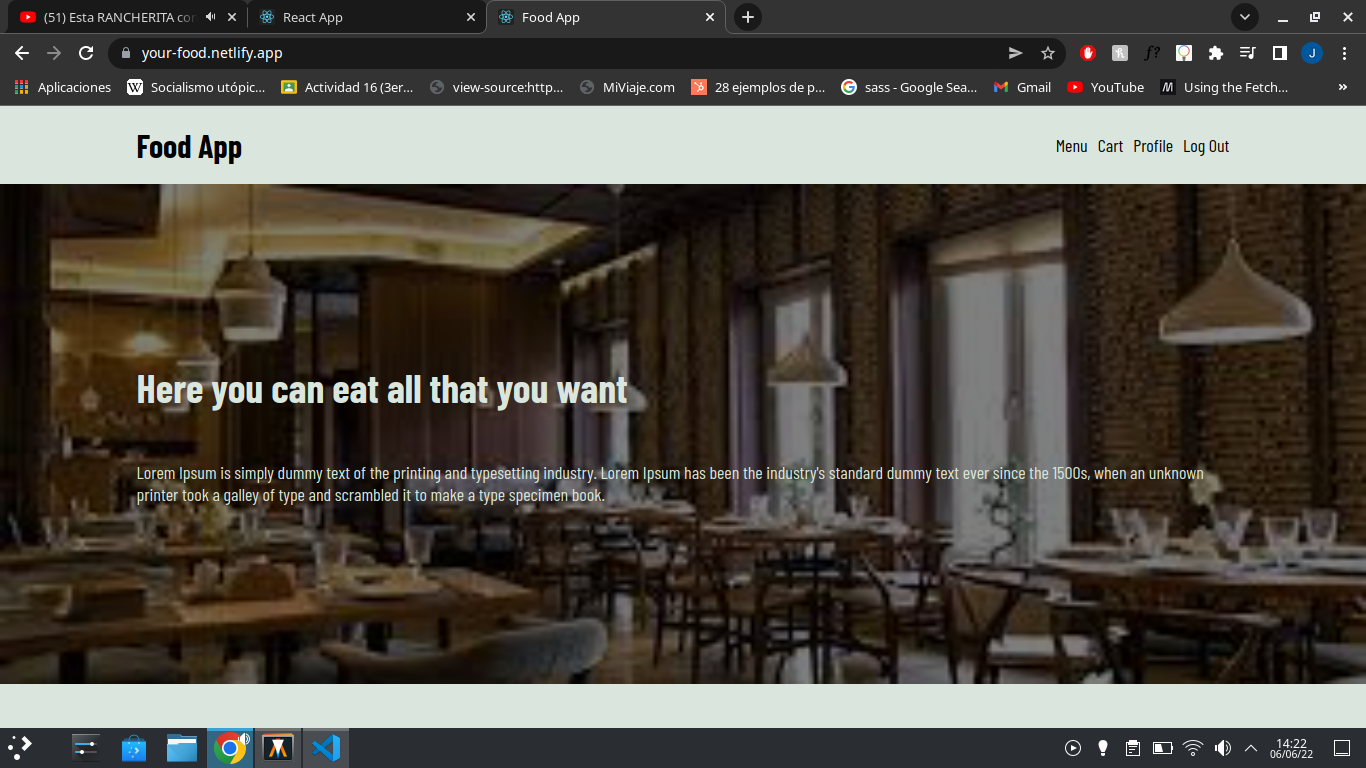 (51) Esta RANCHERITA con
React App
Food App
your-food.netlify.app
f?
J
Aplicaciones
W
Socialismo utópic...
Actividad 16 (3er...
view-source:http...
MiViaje.com
28 ejemplos de p...
sass - Google Sea...
Gmail
YouTube
Using the Fetch...
»
Food App
Menu Cart Profile Log Out
Here you can eat all that you want
Lorem Ipsum is simply dummy text of the printing and typesetting industry. Lorem Ipsum has been the industry's standard dummy text ever since the 1500s, when an unknown
printer took a galley of type and scrambled it to make a type specimen book.
14:22
06/06/22